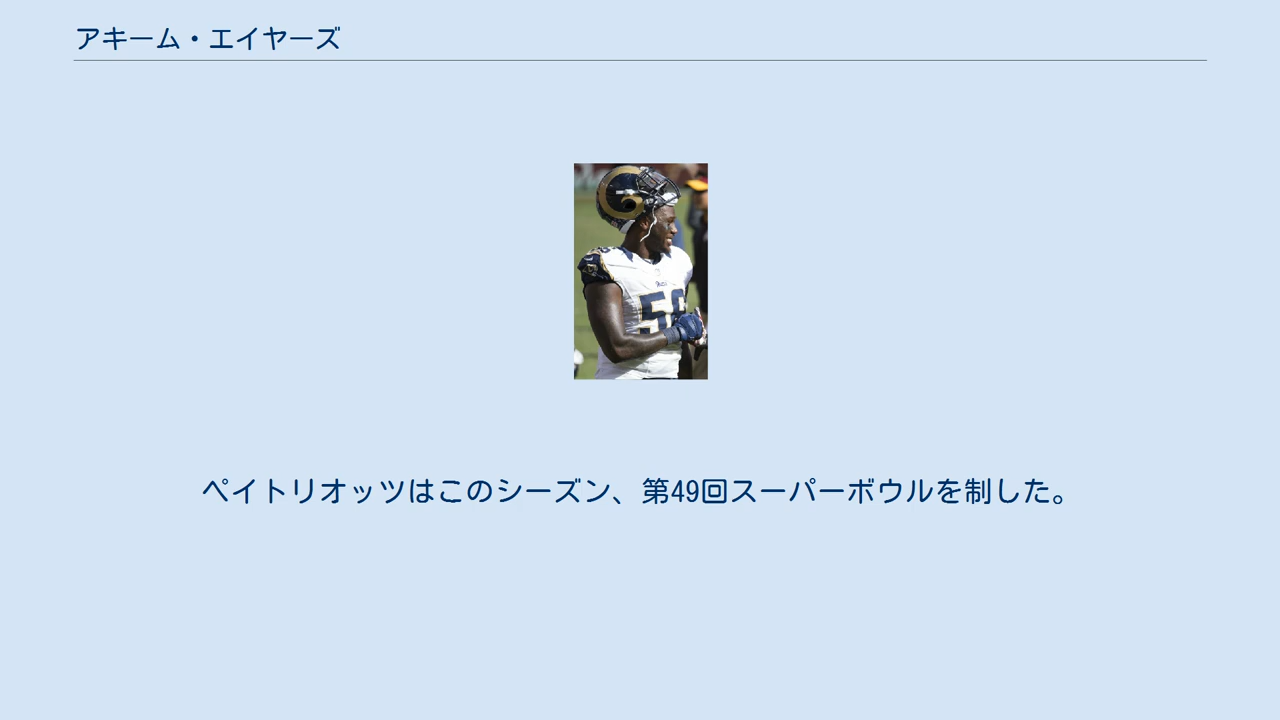 アキーム・エイヤーズ
56
ペイトリオッツはこのシーズン、第49回スーパーボウルを制した。